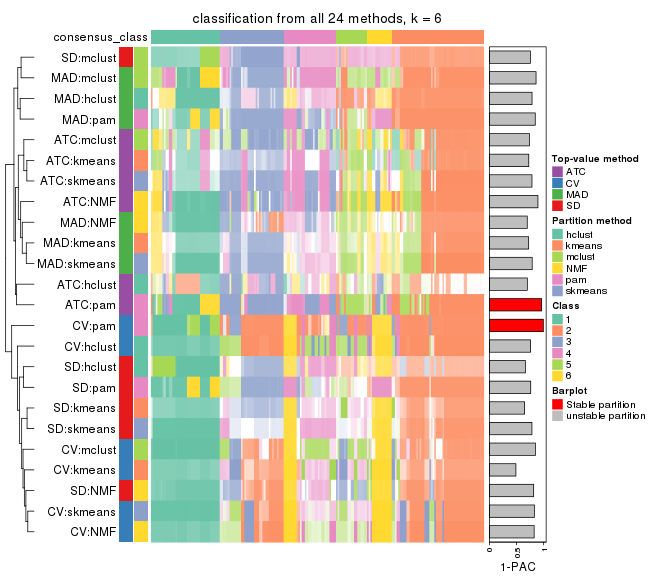 classification from all 24 methods, k = 6
consensus_class
SD:mclust
MAD:mclust
MAD:hclust
MAD:pam
ATC:mclust
ATC:kmeans
ATC:skmeans
ATC:NMF
MAD:NMF
MAD:kmeans
MAD:skmeans
ATC:hclust
ATC:pam
CV:pam
CV:hclust
SD:hclust
SD:pam
SD:kmeans
SD:skmeans
CV:mclust
CV:kmeans
SD:NMF
CV:skmeans
CV:NMF
0 0.5 1
1-PAC
Top-value method
ATC
CV
MAD
SD
Partition method
hclust
kmeans
mclust
NMF
pam
skmeans
Class
1
2
3
4
5
6
Barplot
Stable partition
unstable partition